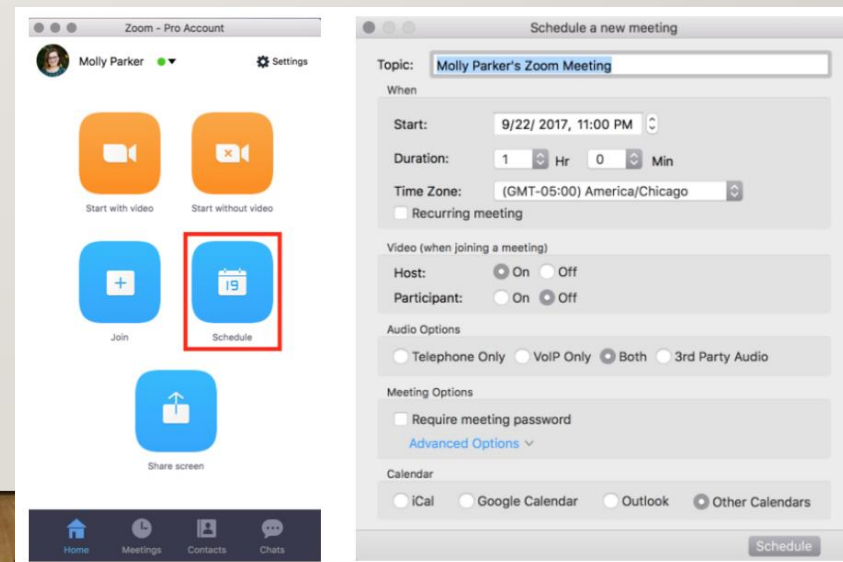 Zoom - Pro Account
Molly Parker
Settings
Start with video
Start without video
Join
19
Schedule
Share screen
Home
Meetings
Contacts
Chats
Schedule a new meeting
Topic: Molly Parker's Zoom Meeting
When
Start: 9/22/ 2017, 11:00 PM
Duration: 1 Hr 0 Min
Time Zone: (GMT-05:00) America/Chicago
Recurring meeting
Video (when joining a meeting)
Host: On Off
Participant: On Off
Audio Options
Telephone Only VoIP Only Both 3rd Party Audio
Meeting Options
Require meeting password
Advanced Options
Calendar
iCal Google Calendar Outlook Other Calendars
Schedule